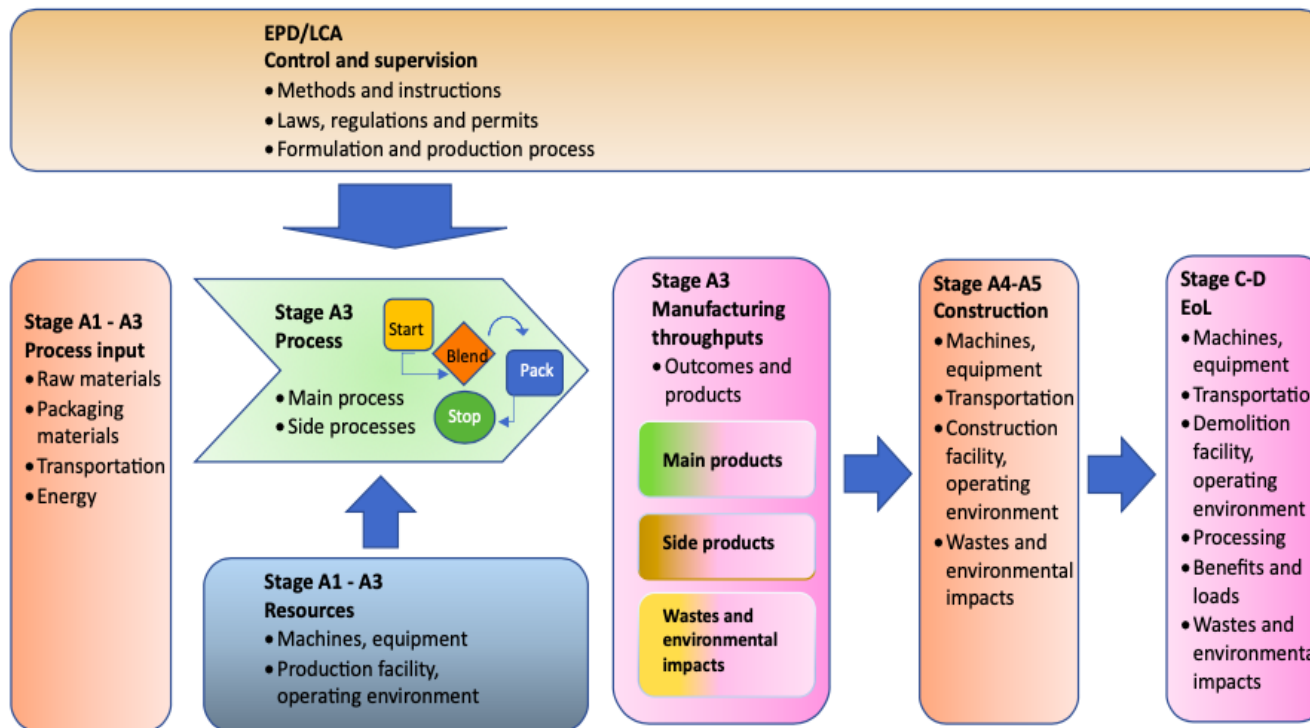 EPD/LCA
Control and supervision
• Methods and instructions
• Laws, regulations and permits
• Formulation and production process
Stage A1 - A3
Process input
• Raw materials
• Packaging
materials
• Transportation
• Energy
Stage A3
Process
• Main process
• Side processes
Start
Blend
Pack
Stop
Stage A1 - A3
Resources
• Machines, equipment
• Production facility,
operating environment
Stage A3
Manufacturing
throughputs
• Outcomes and
products
Main products
Side products
Wastes and
environmental
impacts
Stage A4-A5
Construction
• Machines,
equipment
• Transportation
• Construction
facility,
operating
environment
• Wastes and
environmental
impacts
Stage C-D
EoL
• Machines,
equipment
• Transportatio
• Demolition
facility,
operating
environment
• Processing
• Benefits and
loads
• Wastes and
environmenta
impacts